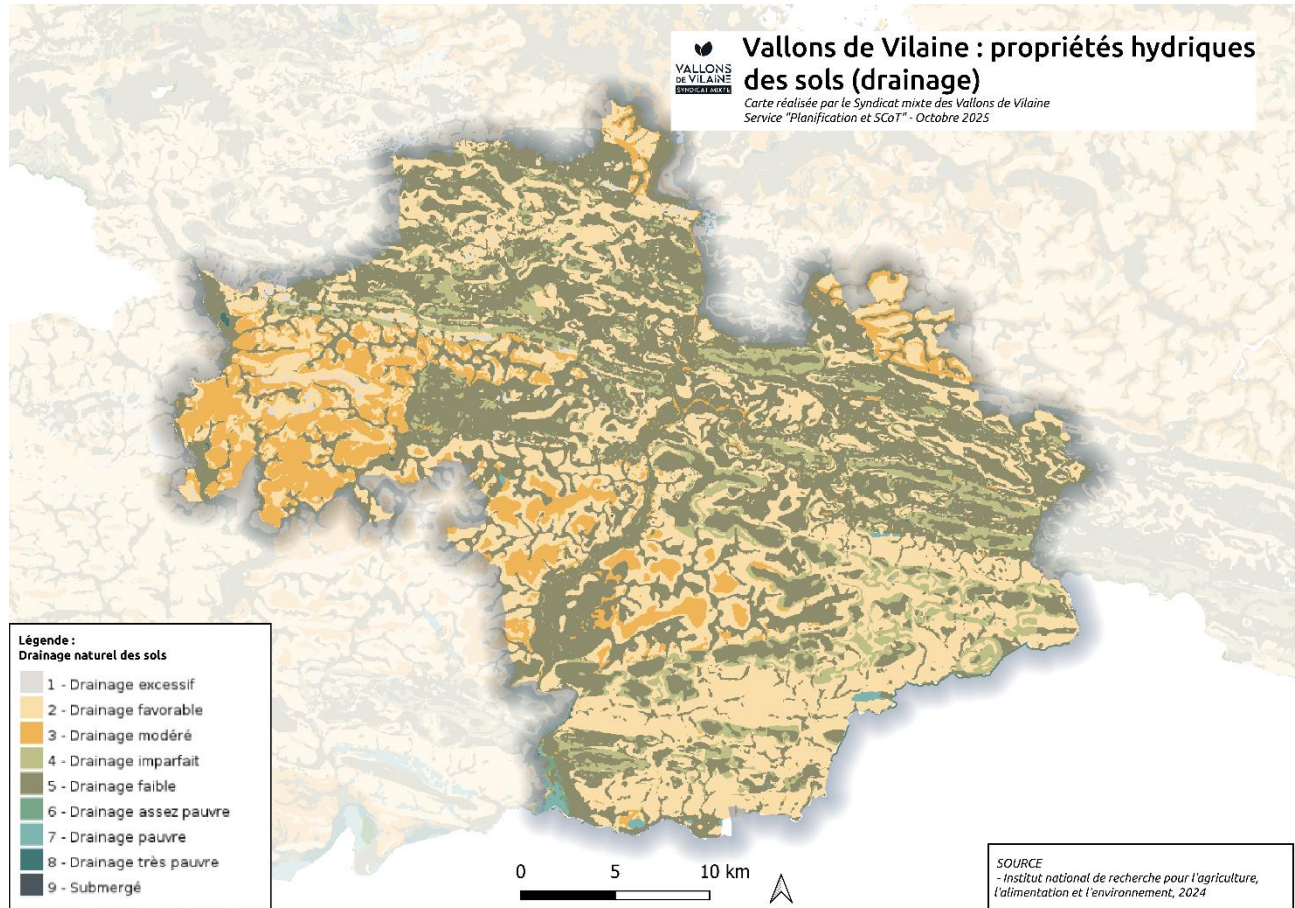 VALLONS
DE VILAINE
SYNDICAT MIXTE
Vallons de Vilaine : propriétés hydriques
des sols (drainage)
Carte réalisée par le Syndicat mixte des Vallons de Vilaine
Service "Planification et SCoT" - Octobre 2025
Légende :
Drainage naturel des sols
1 - Drainage excessif
2 - Drainage favorable
3 - Drainage modéré
4 - Drainage imparfait
5 - Drainage faible
6 - Drainage assez pauvre
7 - Drainage pauvre
8 - Drainage très pauvre
9 - Submergé
0 5 10 km
SOURCE
- Institut national de recherche pour l'agriculture,
l'alimentation et l'environnement, 2024